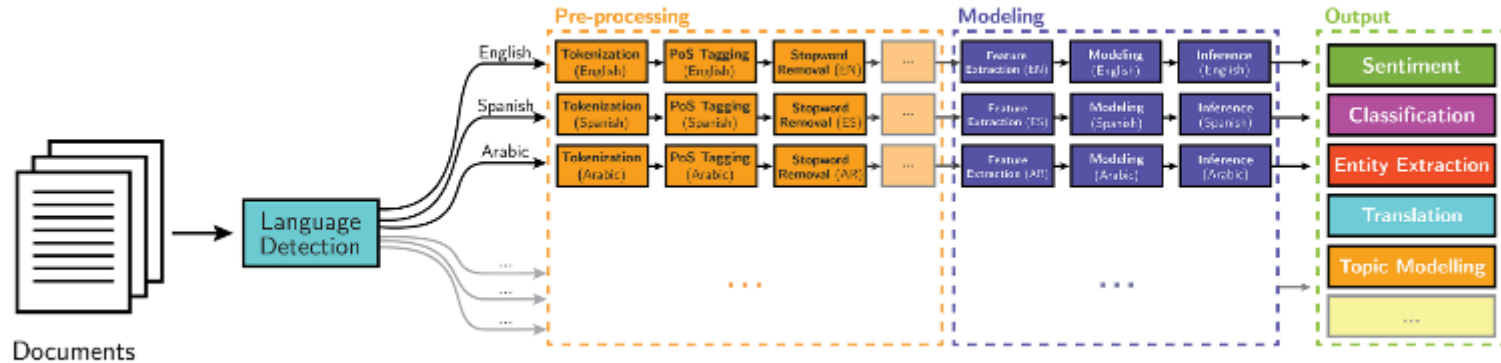 Pre-processing
Modeling
Output
English
Tokenization
(English)
PoS Tagging
(English)
Stopword
Removal (EN)
...
Feature
Extraction (EN)
Modeling
(English)
Inference
(English)
Sentiment
Spanish
Tokenization
(Spanish)
PoS Tagging
(Spanish)
Stopword
Removal (ES)
...
Feature
Extraction (ES)
Modeling
(Spanish)
Inference
(Spanish)
Classification
Arabic
Tokenization
(Arabic)
PoS Tagging
(Arabic)
Stopword
Removal (AR)
...
Feature
Extraction (AR)
Modeling
(Arabic)
Inference
(Arabic)
Entity Extraction
Language
Detection
Translation
...
...
...
...
...
Topic Modelling
...
Documents